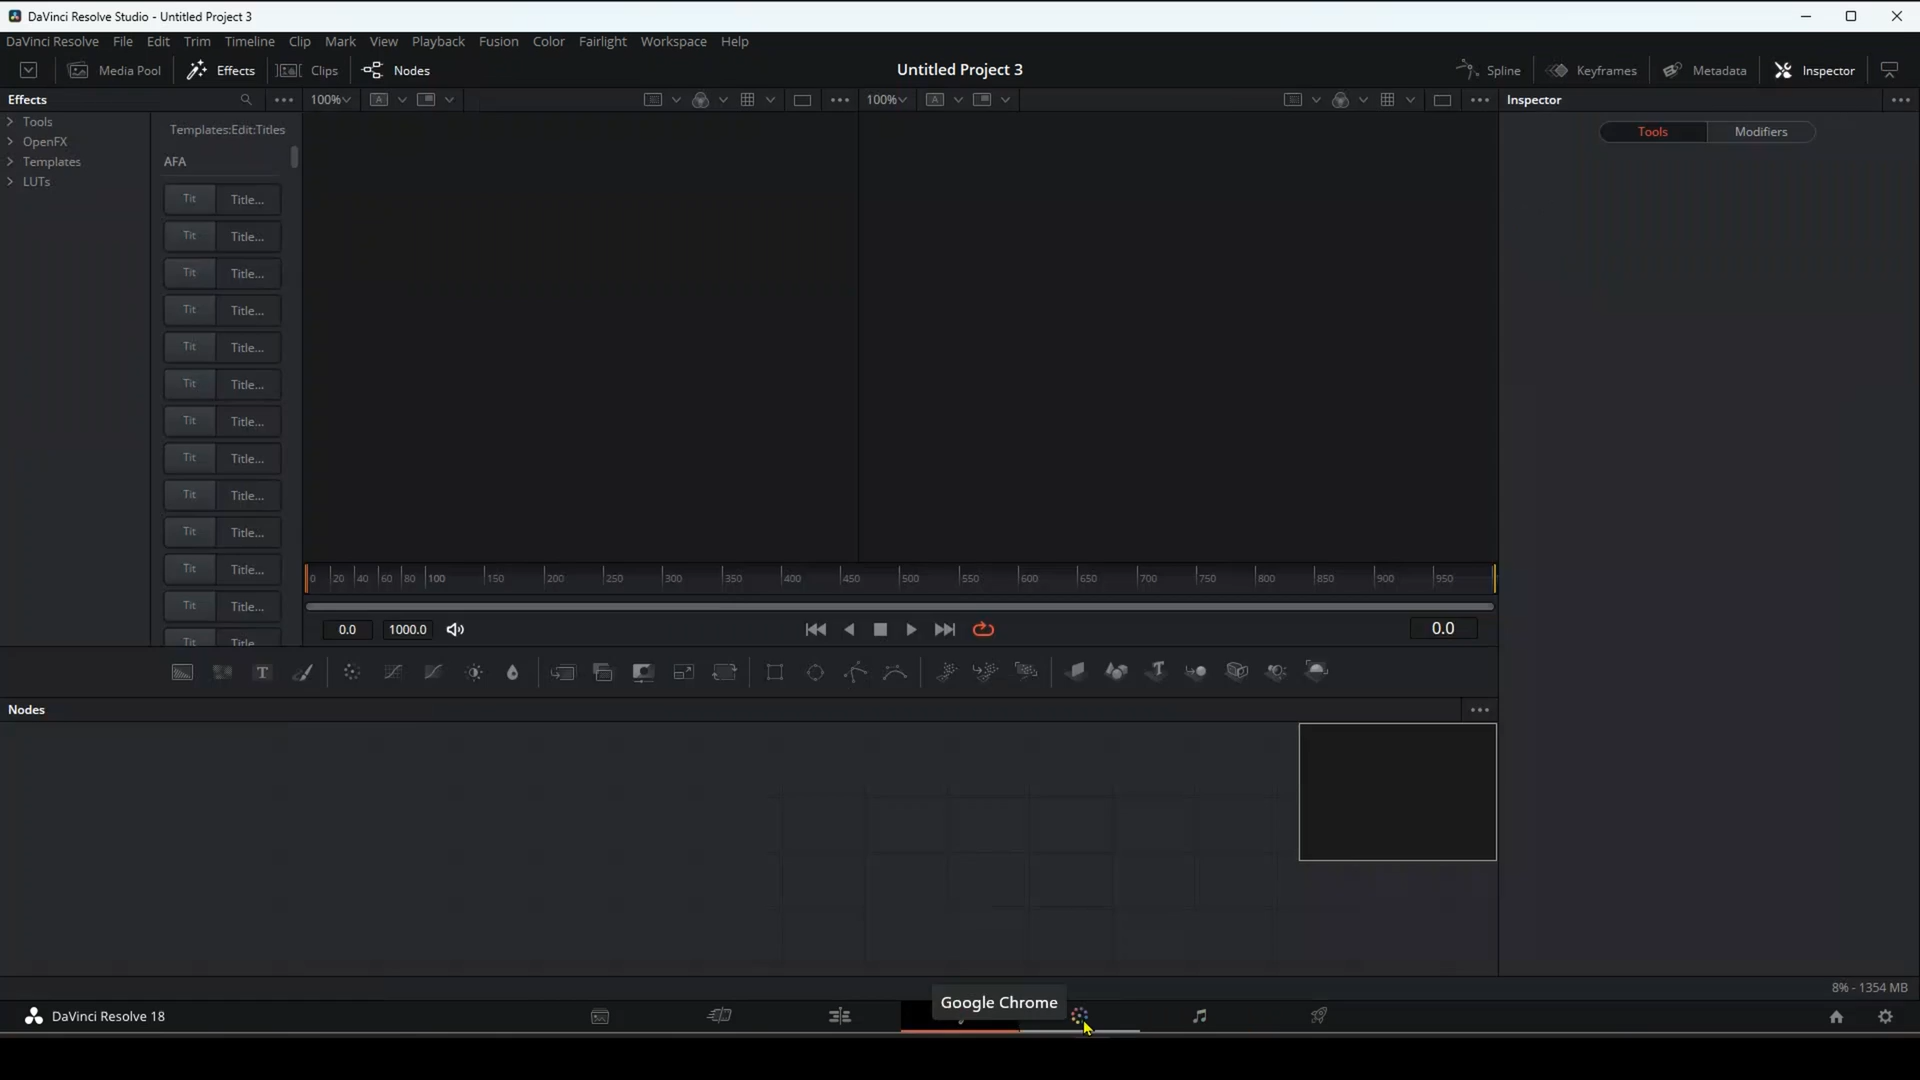 DaVinci Resolve Studio - Untitled Project 3
DaVinci Resolve File Edit Trim Timeline Clip Mark View Playback Fusion Color Fairlight Workspace Help
Media Pool Effects Clips Nodes Untitled Project 3 Spline Keyframes Metadata Inspector
Effects 100% A 100% A Inspector
Tools
OpenFX
Templates
LUTs
Templates:Edit:Titles
AFA
Tit Title...
Tit Title...
Tit Title...
Tit Title...
Tit Title...
Tit Title...
Tit Title...
Tit Title...
Tit Title...
Tit Title...
Tit Title...
Tit Title...
Tit Title
Tools Modifiers
0 20 40 60 80 100 150 200 250 300 350 400 450 500 550 600 650 700 750 800 850 900 950
0.0 1000.0 0.0
T T
Nodes
8% - 1354 MB
Google Chrome
DaVinci Resolve 18